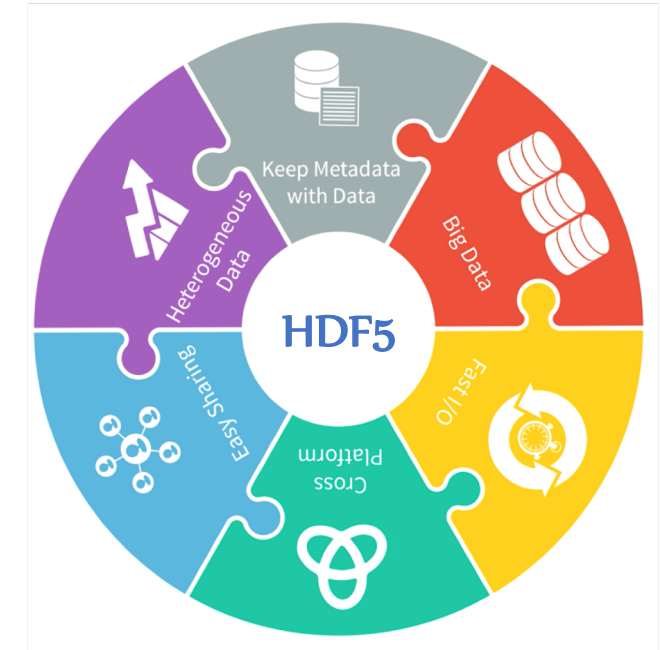 Keep Metadata
with Data
Big Data
Fast I/O
Cross
Platform
Easy Sharing
Heterogeneous
Data
HDF5